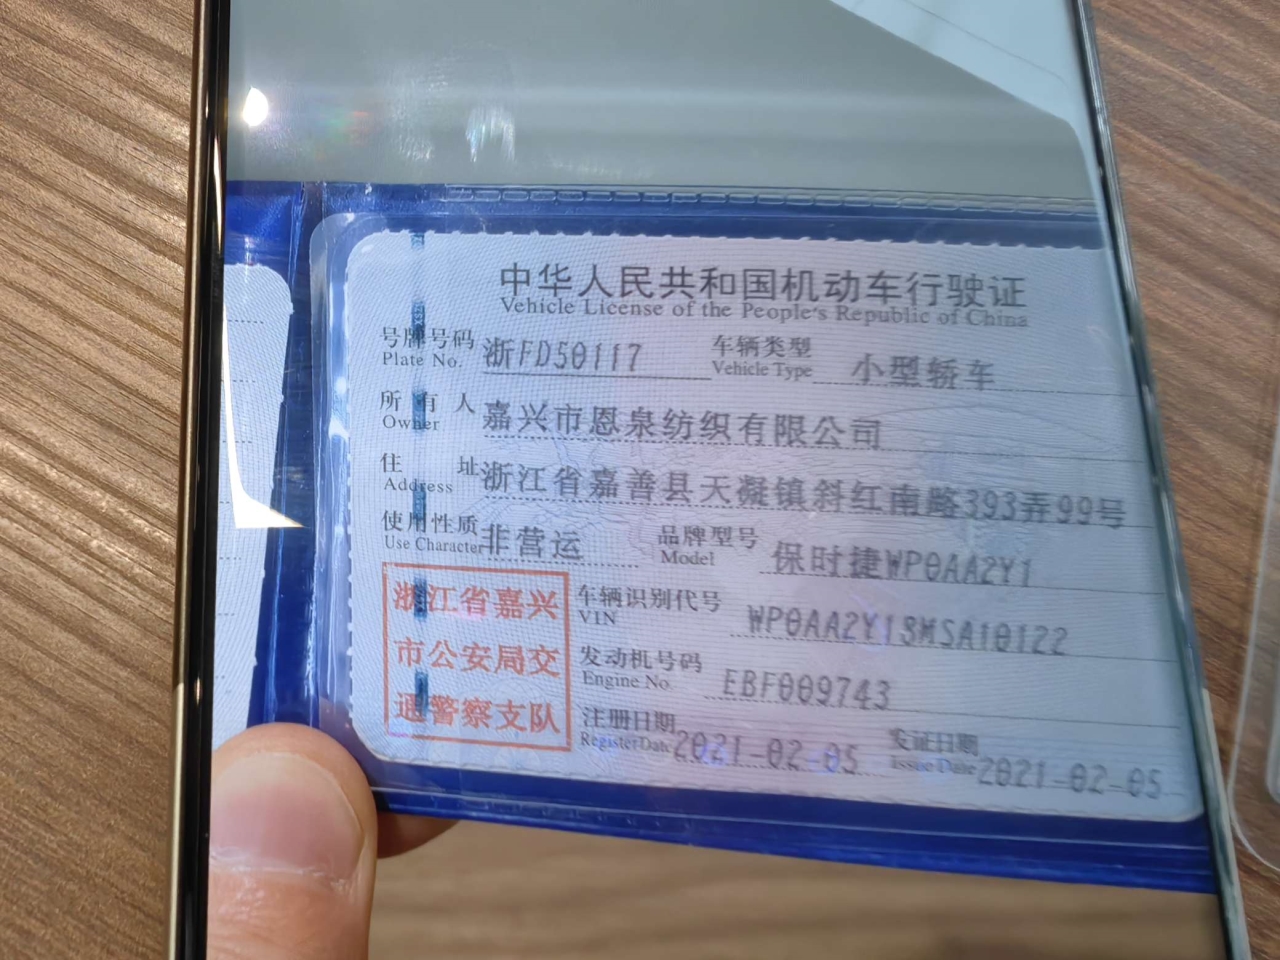 中华人民共和国机动车行驶证
Vehicle License of the People's Republic of China
号牌号码 浙FD50117 车辆类型 小型轿车
Plate No. Vehicle Type
所有人 嘉兴市恩泉纺织有限公司
Owner
住址 浙江省嘉善县天凝镇斜红南路393弄99号
Address
使用性质 非营运 品牌型号 保时捷WP0AA2Y1
Use Character Model
浙江省嘉兴
市公安局交
通警察支队
车辆识别代号 WP0AA2Y13MSA10122
VIN
发动机号码 EBF009743
Engine No.
注册日期 2021-02-05 发证日期 2021-02-05
Register Date Issue Date